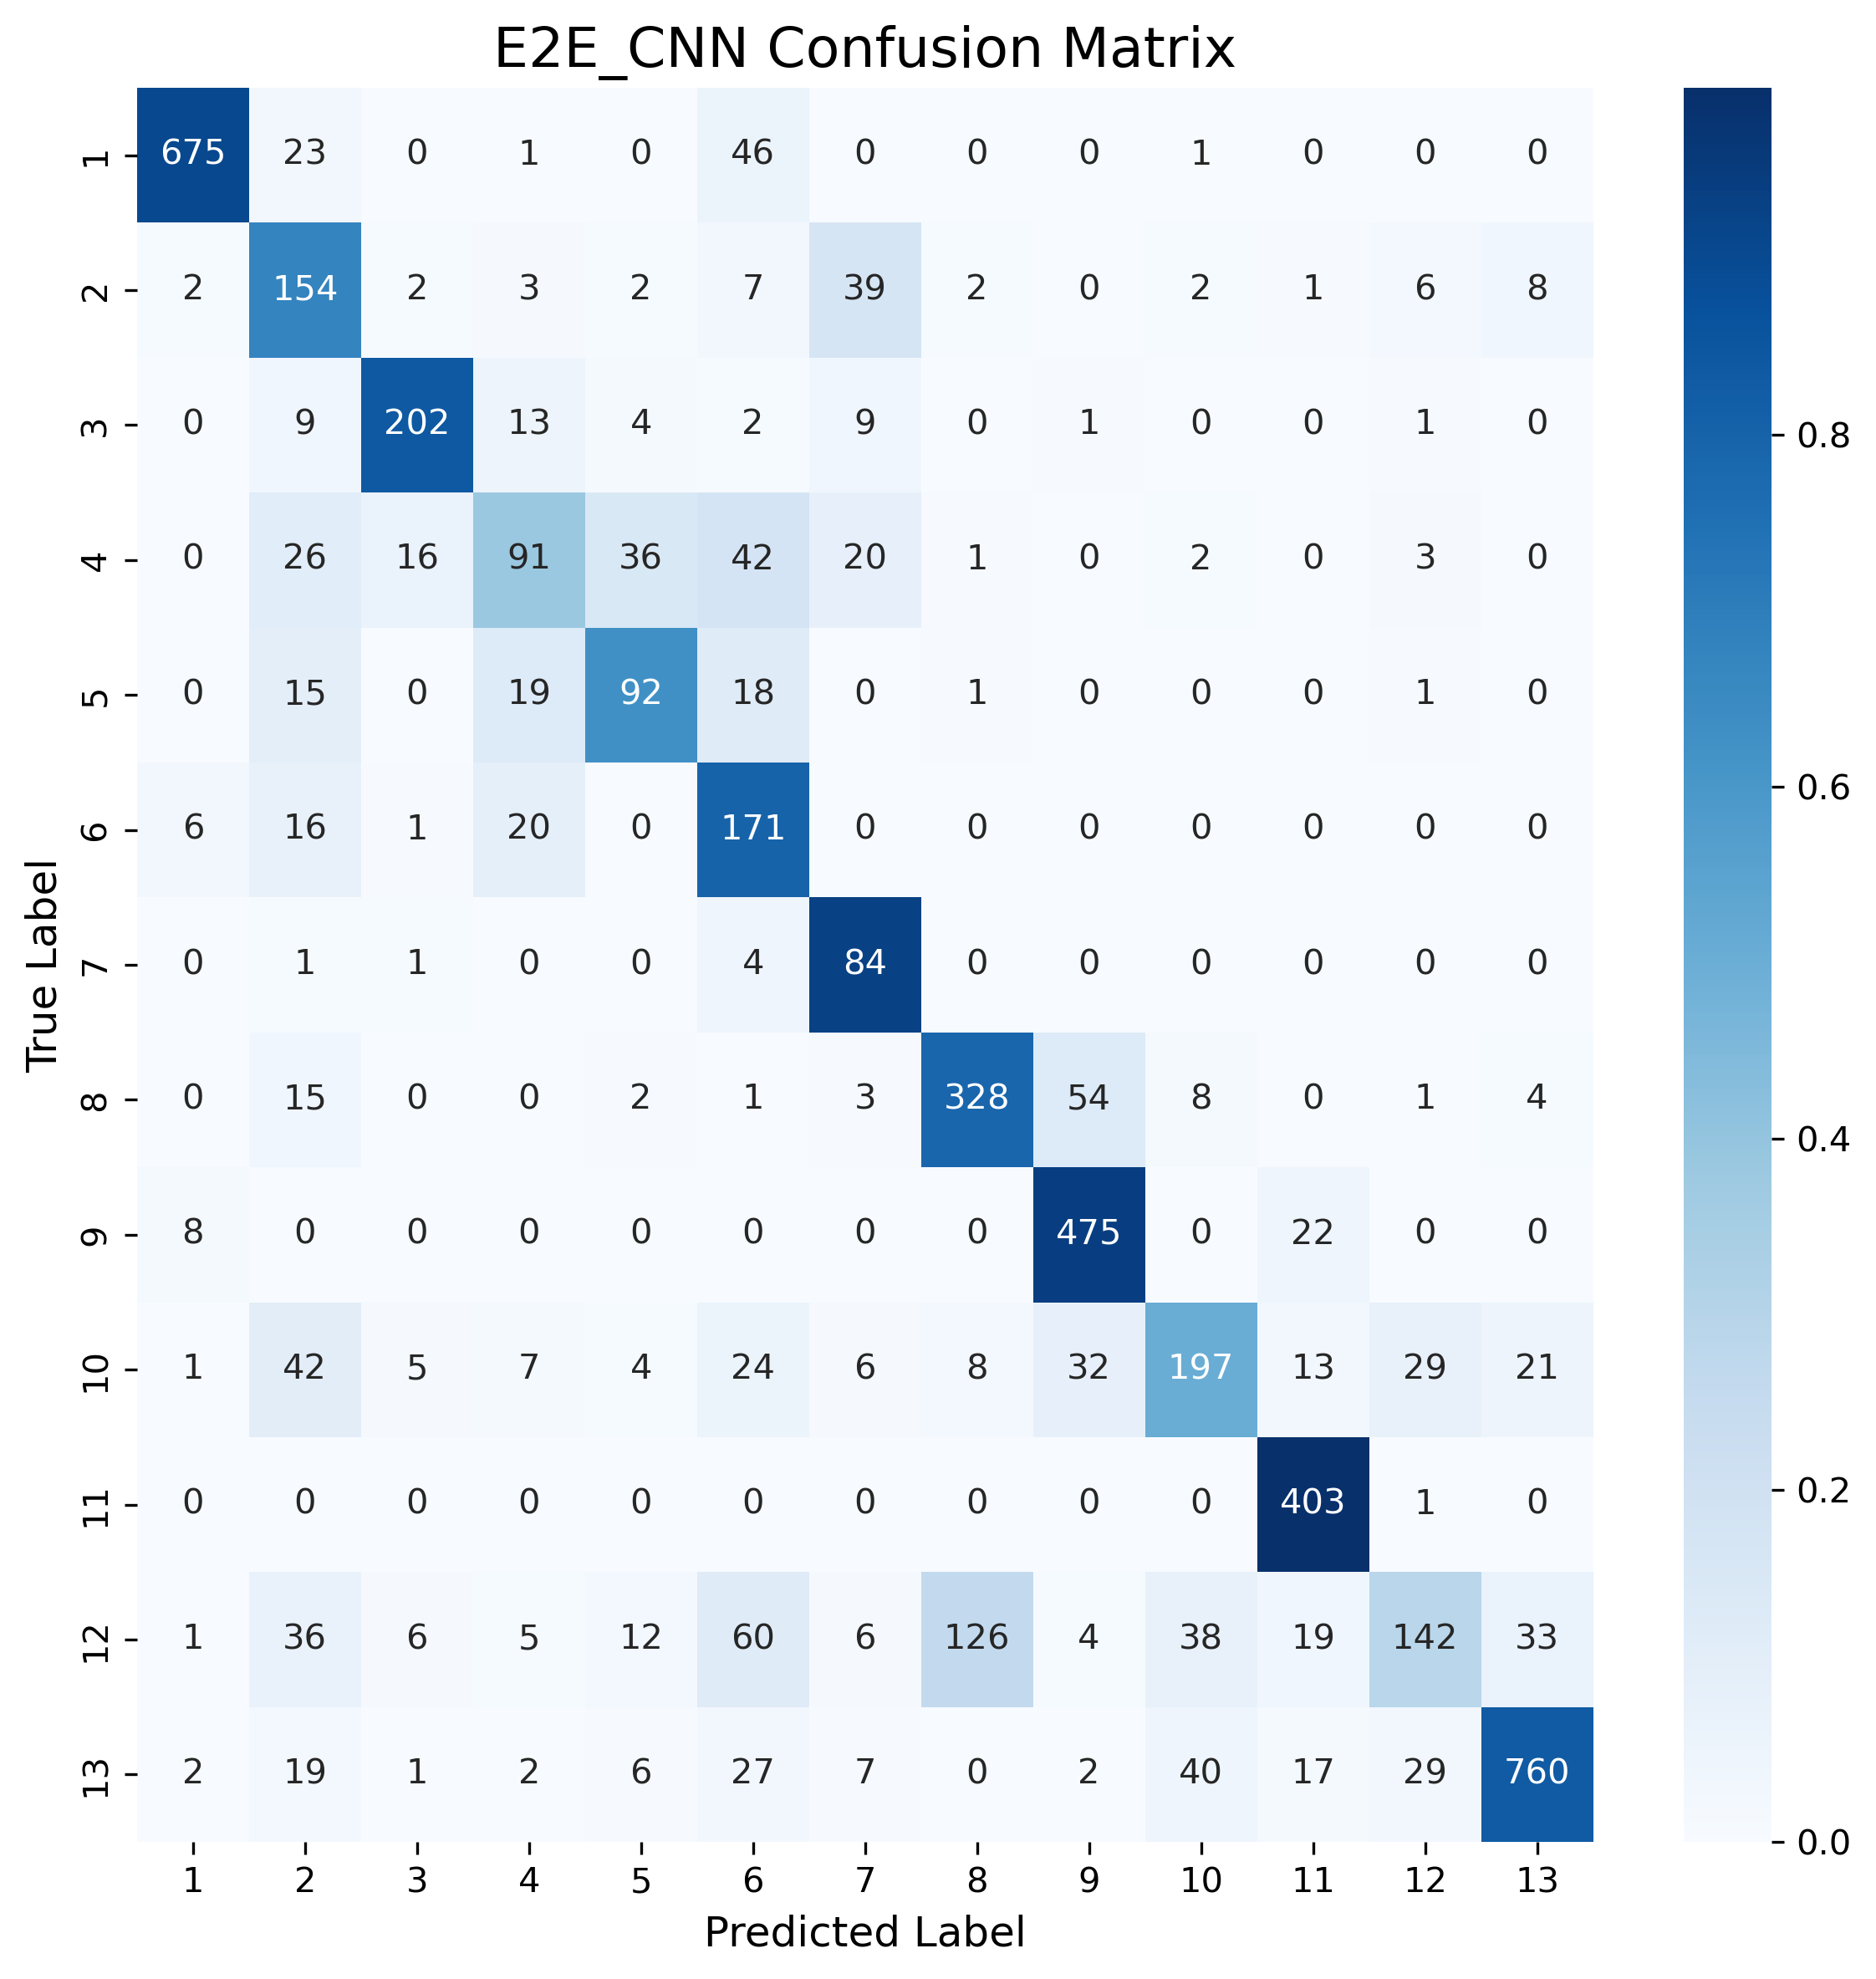 E2E_CNN Confusion Matrix
1 675 23 0 1 0 46 0 0 0 1 0 0 0
2 2 154 2 3 2 7 39 2 0 2 1 6 8
3 0 9 202 13 4 2 9 0 1 0 0 1 0
0.8
4 0 26 16 91 36 42 20 1 0 2 0 3 0
5 0 15 0 19 92 18 0 1 0 0 0 1 0
0.6
6 6 16 1 20 0 171 0 0 0 0 0 0 0
True Label
7 0 1 1 0 0 4 84 0 0 0 0 0 0
8 0 15 0 0 2 1 3 328 54 8 0 1 4
0.4
9 8 0 0 0 0 0 0 0 475 0 22 0 0
10 1 42 5 7 4 24 6 8 32 197 13 29 21
0.2
11 0 0 0 0 0 0 0 0 0 0 403 1 0
12 1 36 6 5 12 60 6 126 4 38 19 142 33
13 2 19 1 2 6 27 7 0 2 40 17 29 760
0.0
1 2 3 4 5 6 7 8 9 10 11 12 13
Predicted Label